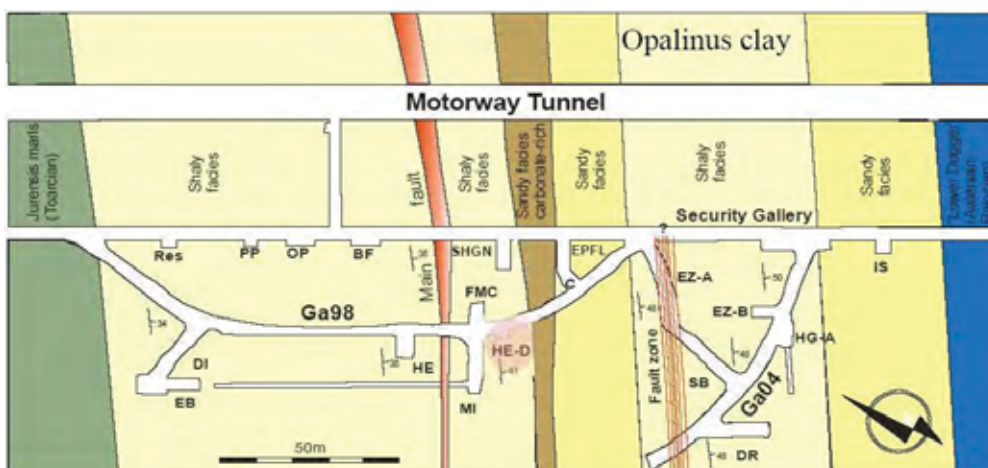 Opalinus clay
Motorway Tunnel
Jurensis marls
(Toarcian)
Shaly
facies
fault
Shaly
facies
Sandy facies
carbonate-rich
Sandy
facies
Shaly
facies
Sandy
facies
Lower Dogger
(Aalenian-
Security Gallery
?
Res
PP
OP
BF
36
Main
SHGN
EPFL
C
EZ-A
50
IS
FMC
Ga98
34
48
EZ-B
HG-A
DI
HE
HE-D
Fault zone
SB
Ga04
EB
MI
50m
DR